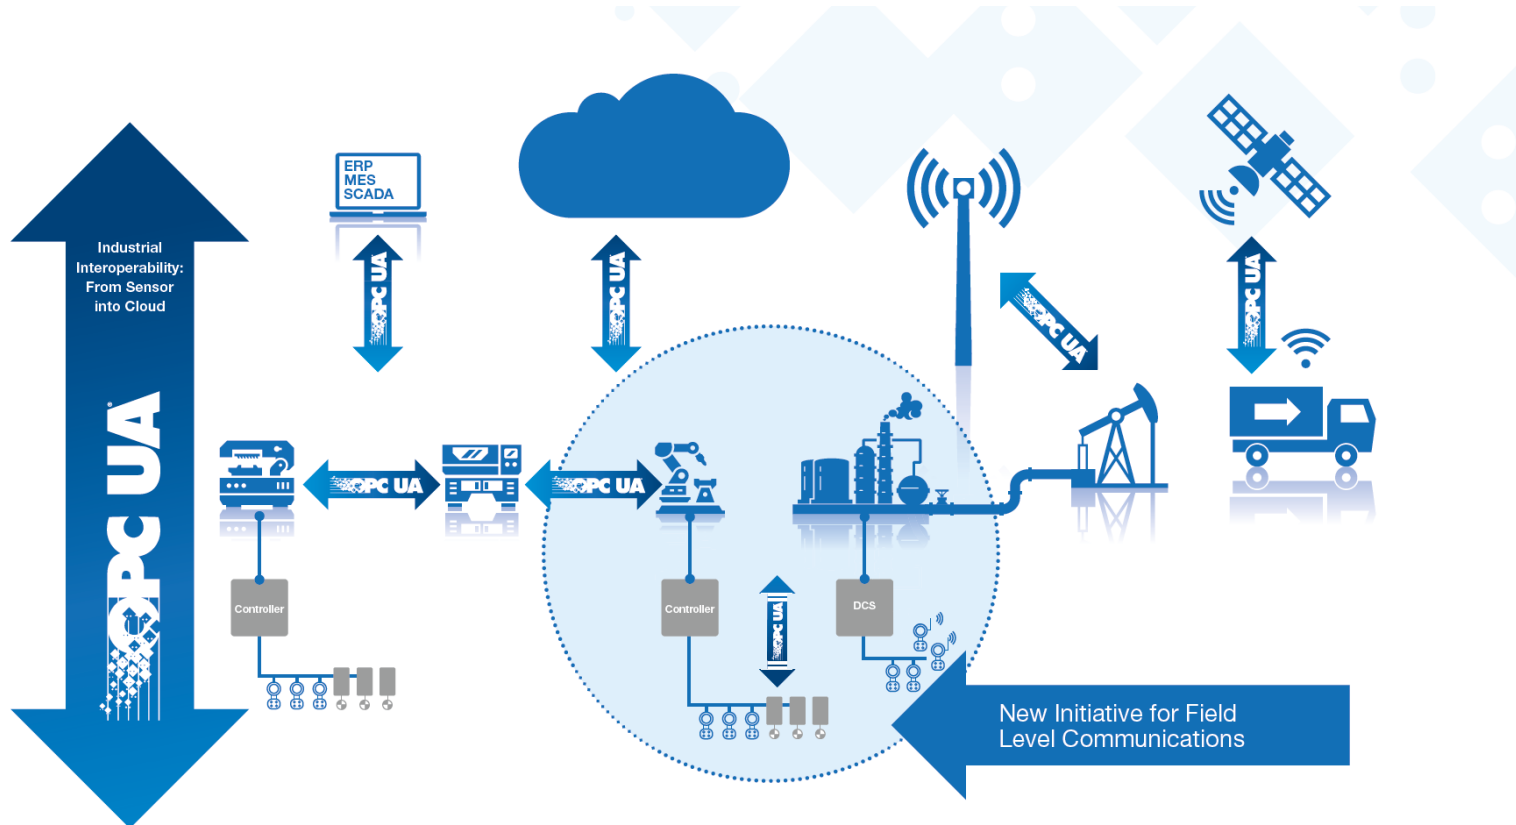 Industrial
Interoperability:
From Sensor
into Cloud
OPC UA
ERP
MES
SCADA
OPC UA
OPC UA
OPC UA
OPC UA
OPC UA
OPC UA
Controller
Controller
OPC UA
DCS
New Initiative for Field
Level Communications